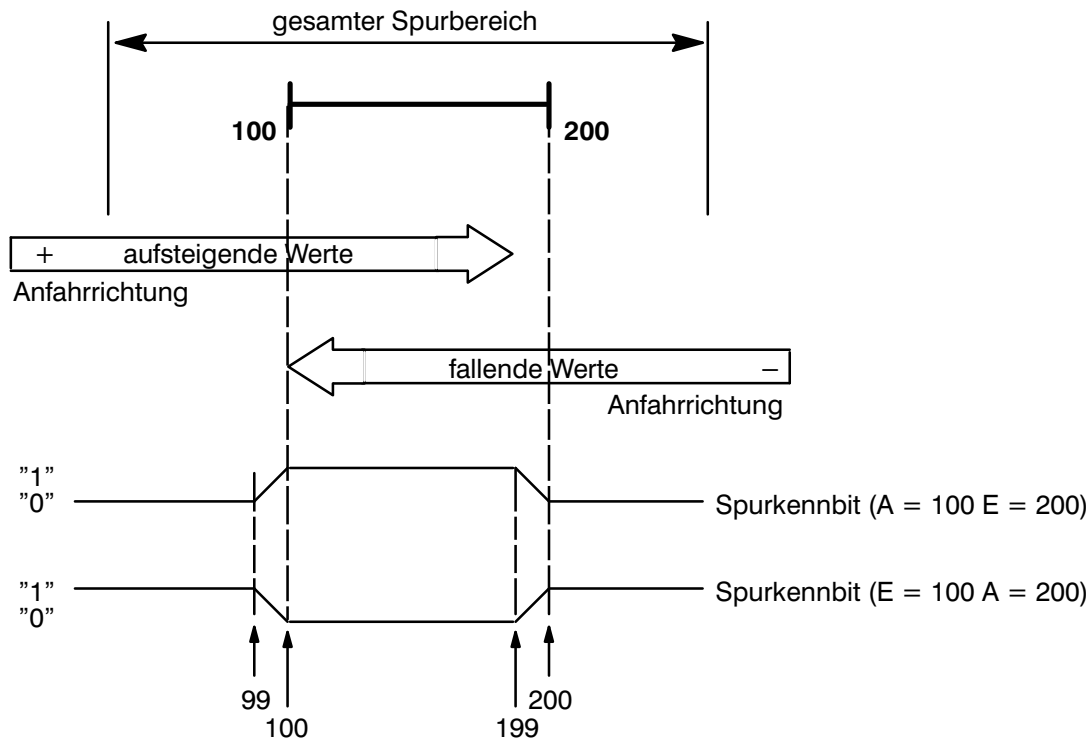 gesamter Spurbereich
100
200
+ aufsteigende Werte
Anfahrrichtung
fallende Werte −
Anfahrrichtung
"1"
"0"
Spurkennbit (A = 100 E = 200)
"1"
"0"
Spurkennbit (E = 100 A = 200)
99
200
100
199